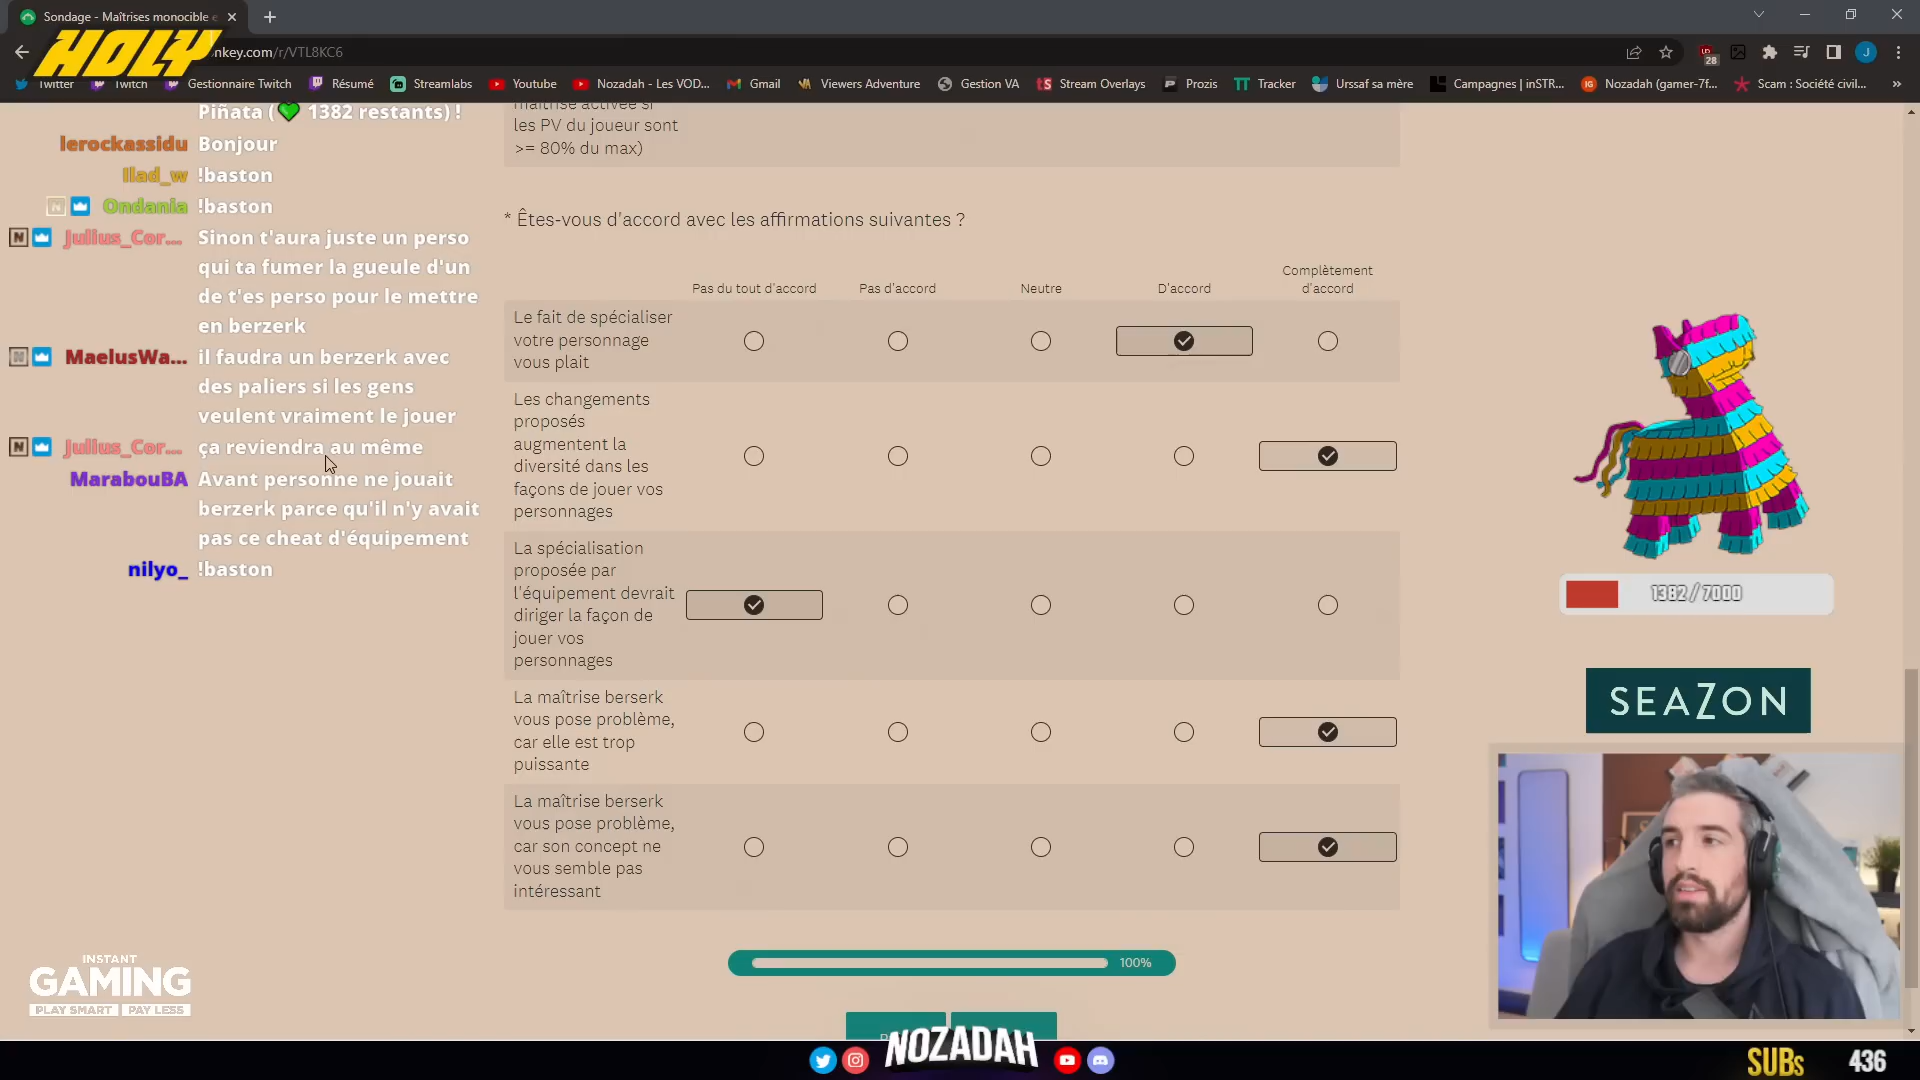 Sondage - Maîtrises monocible e
HOLY
nkey.com/r/VTL8KC6
28
J
Twitter
Twitch
Gestionnaire Twitch
Résumé
Streamlabs
Youtube
Nozadah - Les VOD...
Gmail
Viewers Adventure
Gestion VA
Stream Overlays
Prozis
Tracker
Urssaf sa mère
Campagnes | inSTR...
Nozadah (gamer-7f...
Scam : Société civil...
»
Piñata (💚 1382 restants) !
lerockassidu Bonjour
Ilad_w !baston
Ondania !baston
Julius_Cor... Sinon t'aura juste un perso
qui ta fumer la gueule d'un
de t'es perso pour le mettre
en berzerk
MaelusWa... il faudra un berzerk avec
des paliers si les gens
veulent vraiment le jouer
Julius_Cor... ça reviendra au même
MarabouBA Avant personne ne jouait
berzerk parce qu'il n'y avait
pas ce cheat d'équipement
nilyo_ !baston
maîtrise activée si
les PV du joueur sont
>= 80% du max)
* Êtes-vous d'accord avec les affirmations suivantes ?
Pas du tout d'accord
Pas d'accord
Neutre
D'accord
Complètement
d'accord
Le fait de spécialiser
votre personnage
vous plait
Les changements
proposés
augmentent la
diversité dans les
façons de jouer vos
personnages
La spécialisation
proposée par
l'équipement devrait
diriger la façon de
jouer vos
personnages
La maîtrise berserk
vous pose problème,
car elle est trop
puissante
La maîtrise berserk
vous pose problème,
car son concept ne
vous semble pas
intéressant
100%
1382 / 7000
SEAZON
INSTANT
GAMING
PLAY SMART | PAY LESS
NOZADAH
SUBs 436